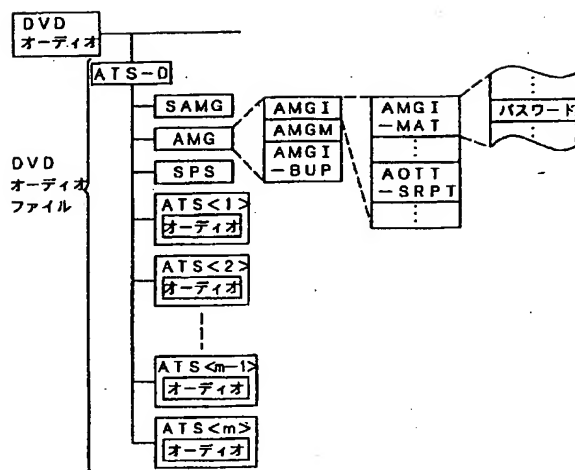 DVD
オーディオ
ATS-D
SAMG
AMG
SPS
AMGI
AMGM
AMGI
-BUP
AMGI
-MAT
⋮
AOTT
-SRPT
⋮
⋮
パスワード
⋮
DVD
オーディオ
ファイル
ATS<1>
オーディオ
ATS<2>
オーディオ
ATS<m-1>
オーディオ
ATS<m>
オーディオ